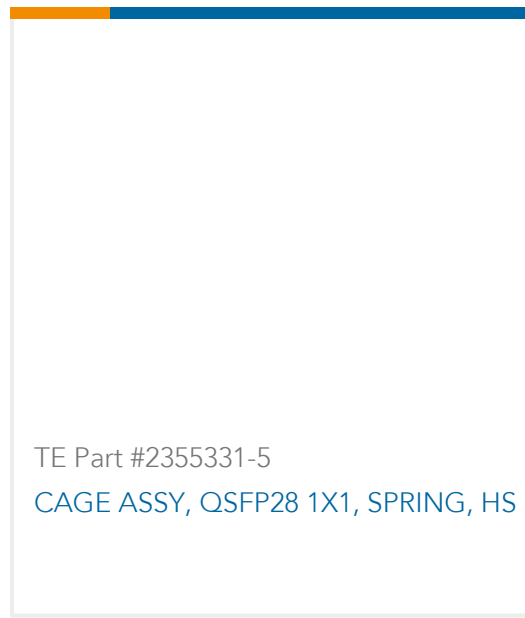 TE Part #2355331-5
CAGE ASSY, QSFP28 1X1, SPRING, HS